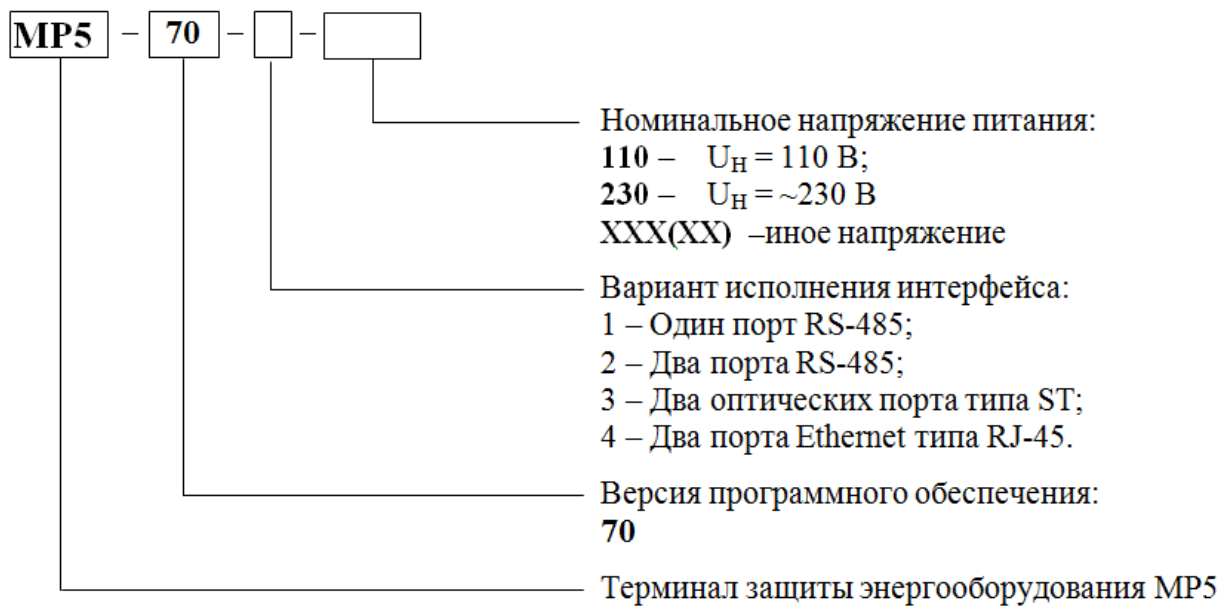 МР5 – 70 – –
Номинальное напряжение питания:
110 – UН = 110 В;
230 – UН = ~230 В
ХХХ(ХХ) –иное напряжение
Вариант исполнения интерфейса:
1 – Один порт RS-485;
2 – Два порта RS-485;
3 – Два оптических порта типа ST;
4 – Два порта Ethernet типа RJ-45.
Версия программного обеспечения:
70
Терминал защиты энергооборудования МР5